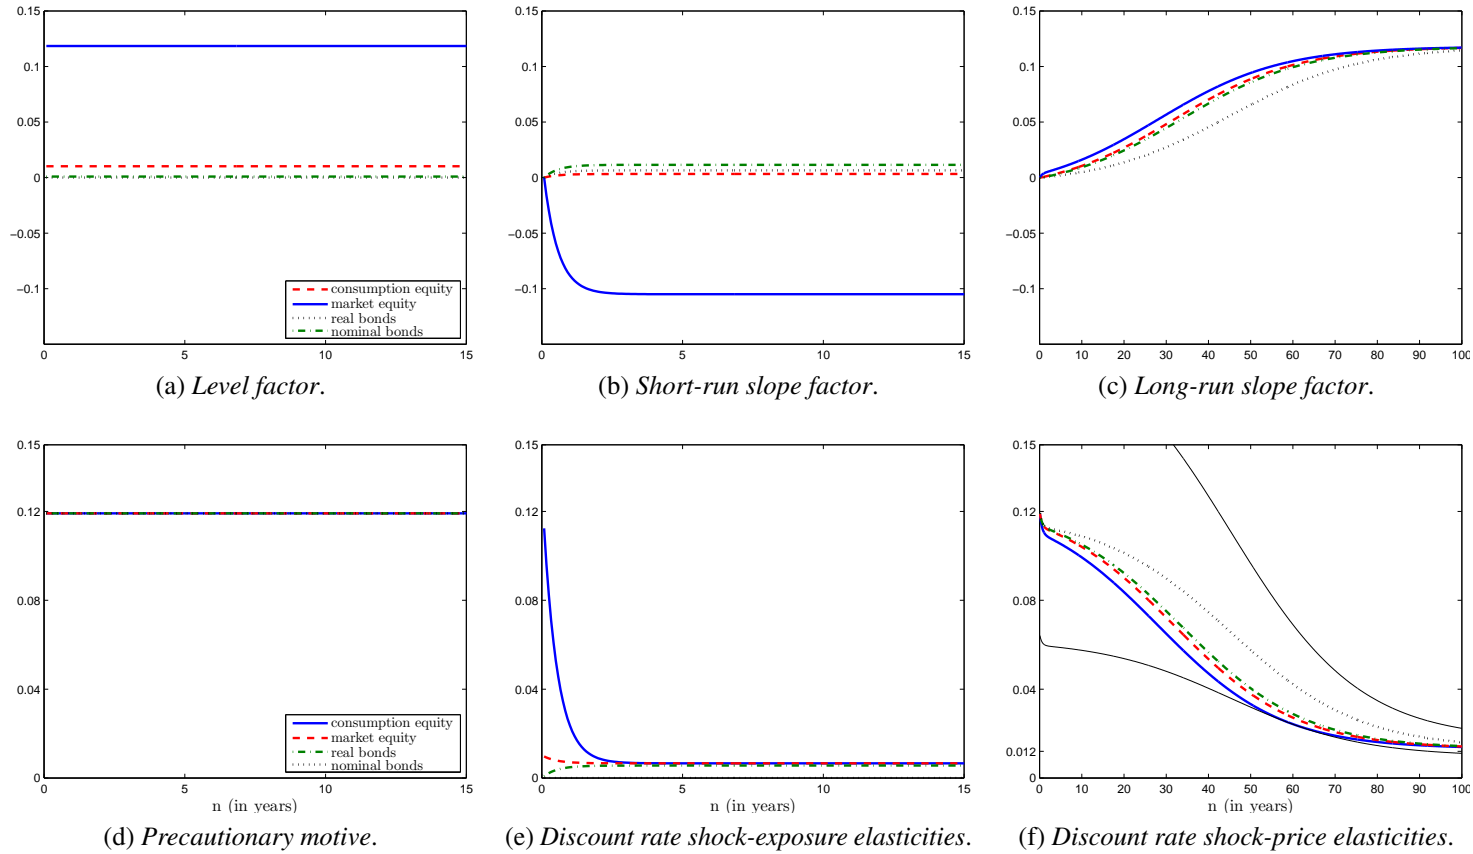 0.15
0.1
0.05
0
−0.05
−0.1
consumption equity
market equity
real bonds
nominal bonds
0 5 10 15
(a) Level factor.
0.15
0.1
0.05
0
−0.05
−0.1
0 5 10 15
(b) Short-run slope factor.
0.15
0.1
0.05
0
−0.05
−0.1
0 10 20 30 40 50 60 70 80 90 100
(c) Long-run slope factor.
0.15
0.12
0.08
0.04
0
consumption equity
market equity
real bonds
nominal bonds
0 5 10 15
n (in years)
(d) Precautionary motive.
0.15
0.12
0.08
0.04
0
0 5 10 15
n (in years)
(e) Discount rate shock-exposure elasticities.
0.15
0.12
0.08
0.04
0.012
0
0 10 20 30 40 50 60 70 80 90 100
n (in years)
(f) Discount rate shock-price elasticities.